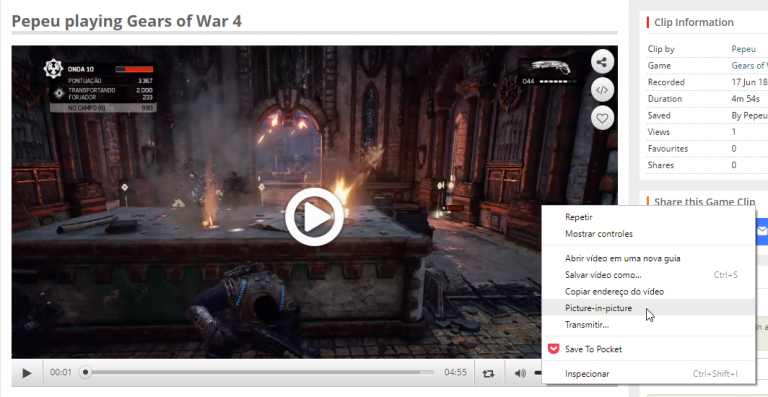 Pepeu playing Gears of War 4
ONDA 10
PONTUAÇÃO 3.367
TRANSPORTANDO 2.000
FORJADOR 233
NO CAMPO DO... 990
044
00:01
04:55
Clip Information
Clip by Pepeu
Game Gears of W
Recorded 17 Jun 18
Duration 4m 54s
Saved By Pepeu
Views 1
Favourites 0
Shares 0
Share this Game Clip
Repetir
Mostrar controles
Abrir vídeo em uma nova guia
Salvar vídeo como... Ctrl+S
Copiar endereço do vídeo
Picture-in-picture
Transmitir...
Save To Pocket
Inspecionar Ctrl+Shift+I